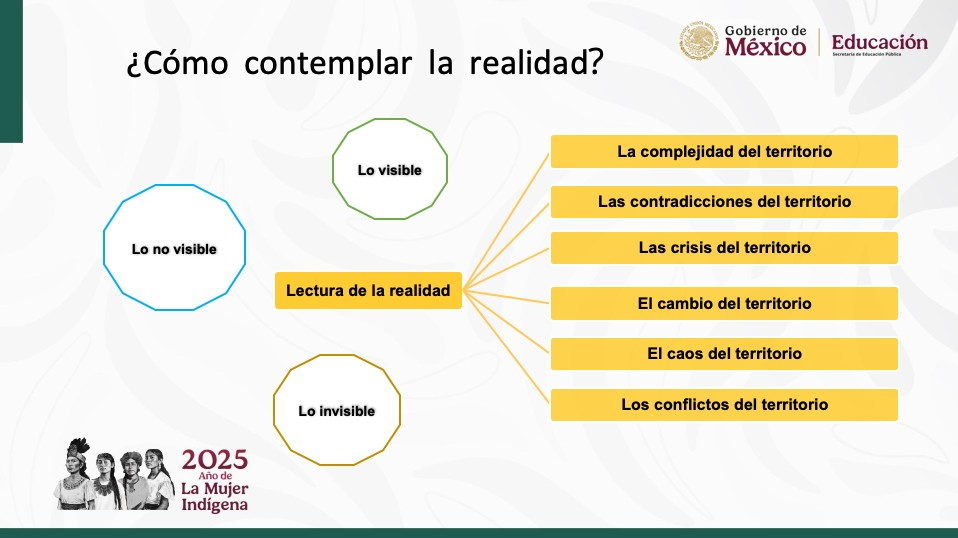 ¿Cómo contemplar la realidad?
Gobierno de
México
Educación
Secretaría de Educación Pública
Lo visible
Lo no visible
Lo invisible
Lectura de la realidad
La complejidad del territorio
Las contradicciones del territorio
Las crisis del territorio
El cambio del territorio
El caos del territorio
Los conflictos del territorio
2025
Año de
La Mujer
Indígena